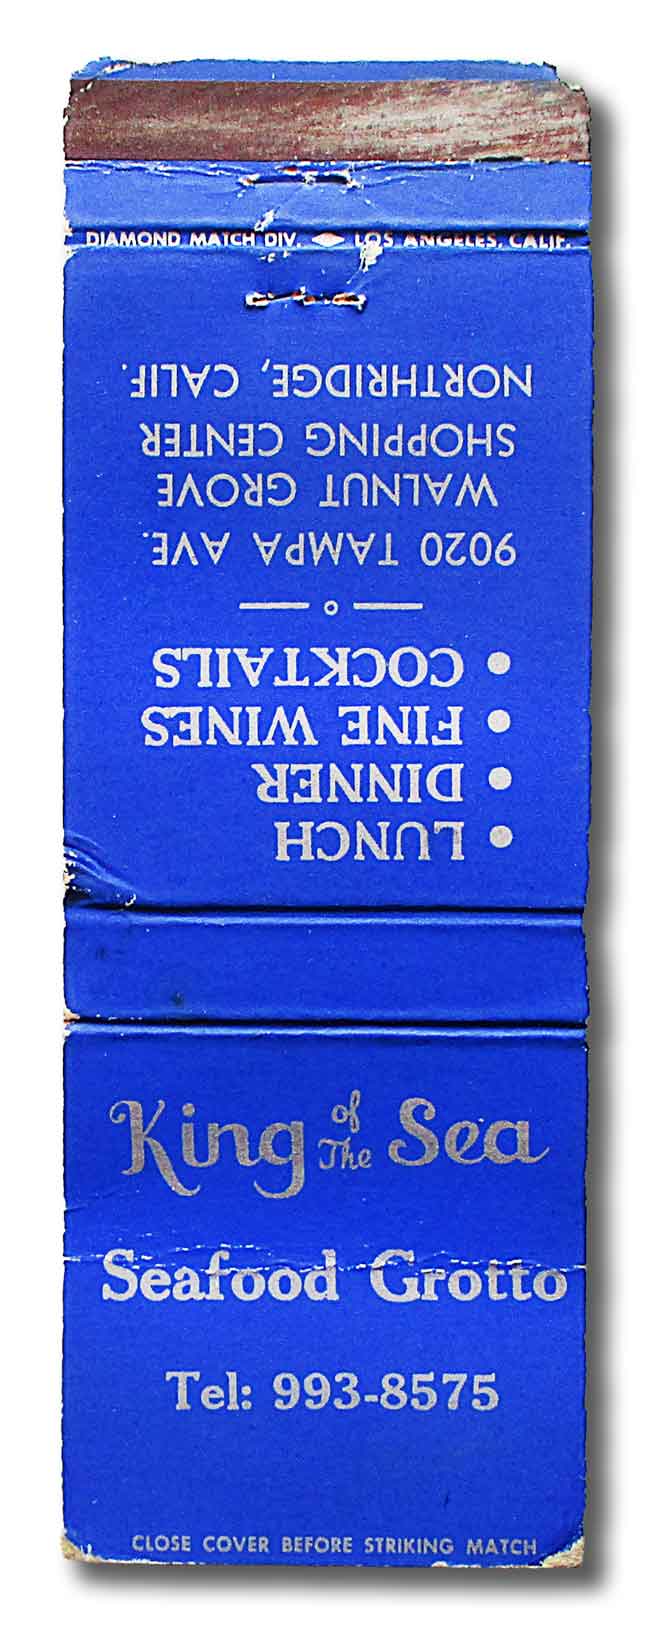 DIAMOND MATCH DIV. LOS ANGELES, CALIF.
• LUNCH
• DINNER
• FINE WINES
• COCKTAILS
9020 TAMPA AVE.
WALNUT GROVE
SHOPPING CENTER
NORTHRIDGE, CALIF.
King of The Sea
Seafood Grotto
Tel: 993-8575
CLOSE COVER BEFORE STRIKING MATCH